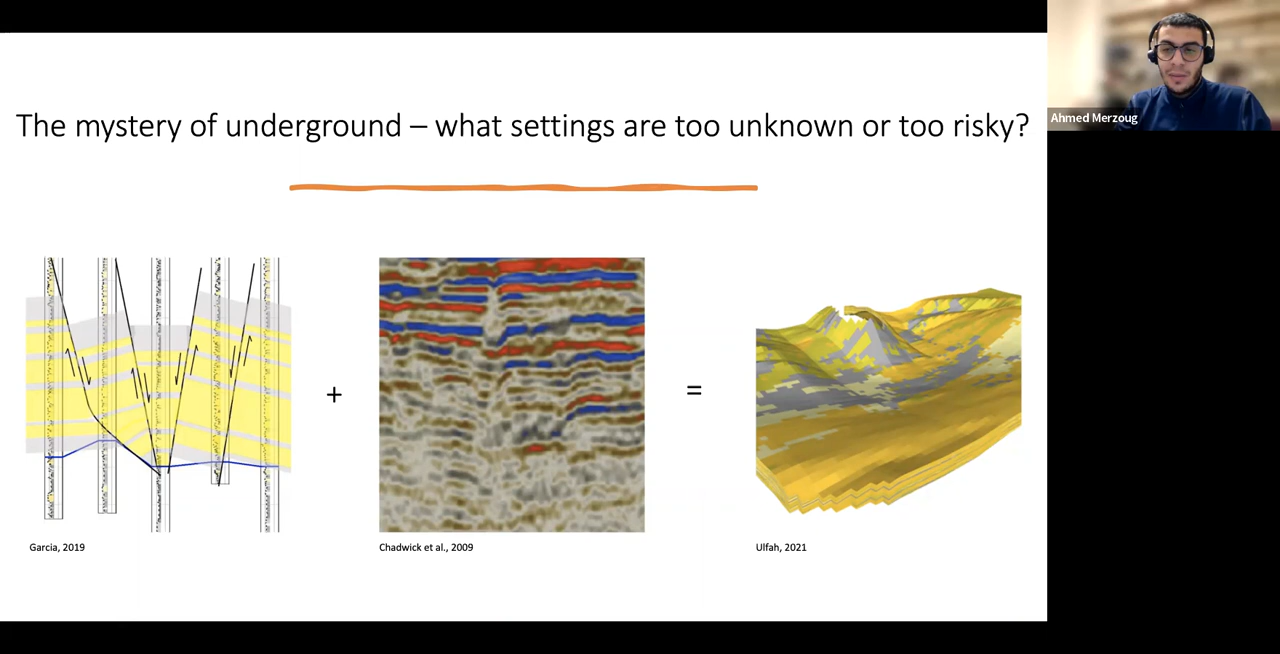 The mystery of underground – what settings are too unknown or too risky?
Ahmed Merzoug
+
=
Garcia, 2019
Chadwick et al., 2009
Ulfah, 2021